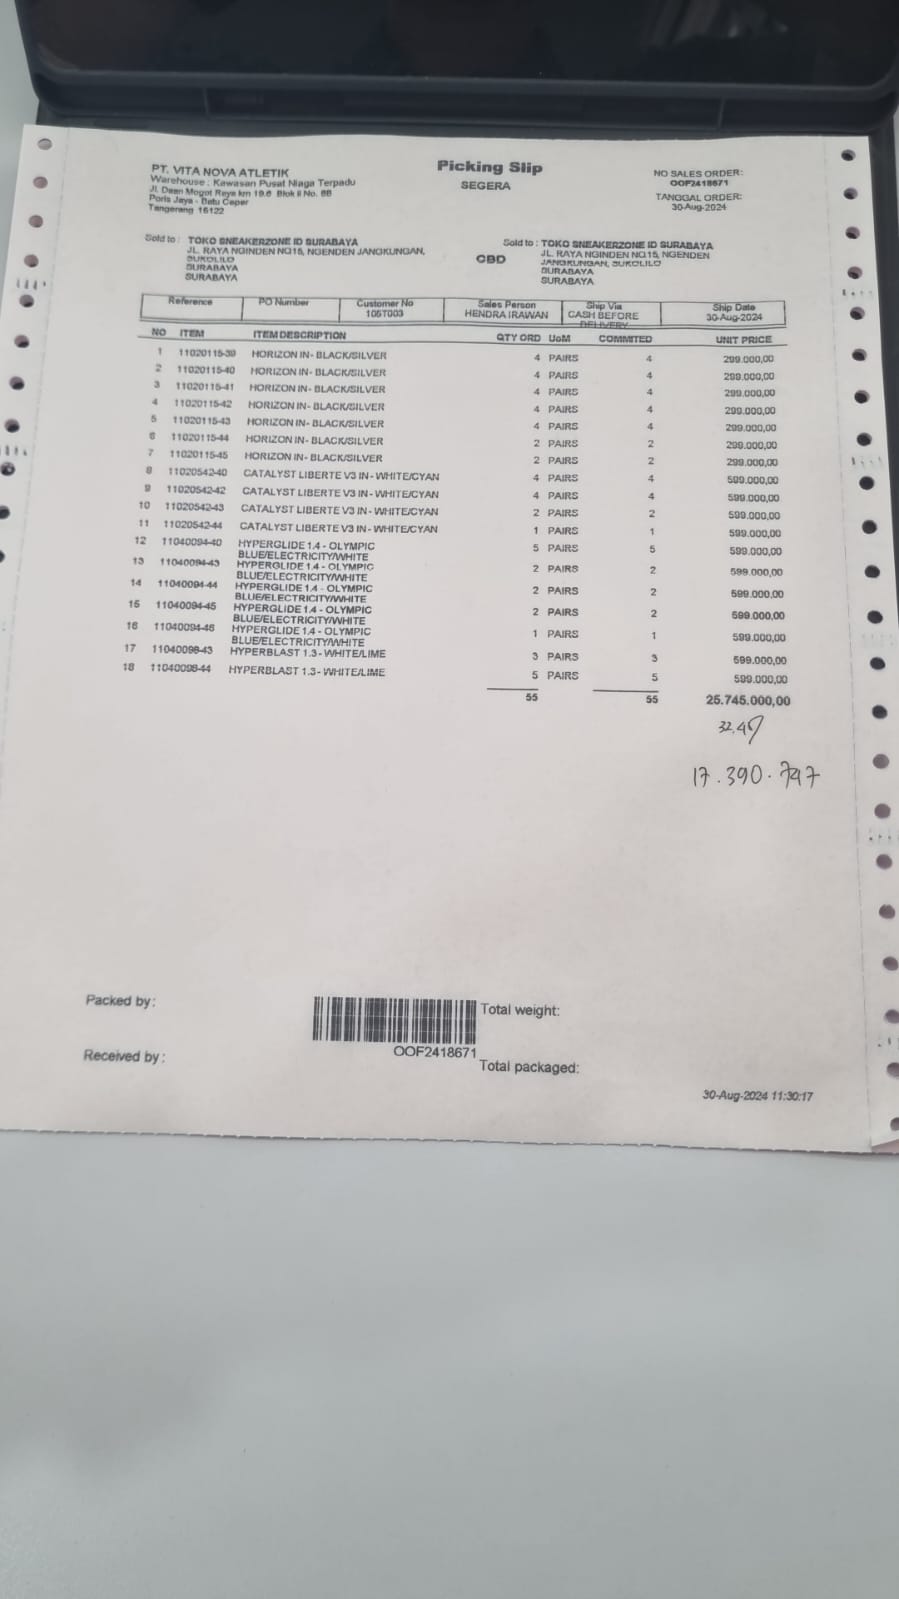 Picking Slip
SEGERA
PT. VITA NOVA ATLETIK
Warehouse : Kawasan Pusat Niaga Terpadu
Jl. Daan Mogot Raya km 19.6 Blok II No. 8B
Poris Jaya - Batu Ceper
Tangerang 15122
NO SALES ORDER:
OOF2418671
TANGGAL ORDER:
30-Aug-2024
Sold to : TOKO SNEAKERZONE ID SURABAYA
JL. RAYA NGINDEN NO15, NGENDEN JANGKUNGAN,
SUKOLILO
SURABAYA
SURABAYA
CBD
Sold to : TOKO SNEAKERZONE ID SURABAYA
JL. RAYA NGINDEN NO15, NGENDEN
JANGKUNGAN, SUKOLILO
SURABAYA
SURABAYA
Reference PO Number Customer No Sales Person Ship Via Ship Date
105T003 HENDRA IRAWAN CASH BEFORE DELIVERY 30-Aug-2024
NO ITEM ITEM DESCRIPTION QTY ORD UoM COMMITED UNIT PRICE
1 11020115-39 HORIZON IN - BLACK/SILVER 4 PAIRS 4 299.000,00
2 11020115-40 HORIZON IN - BLACK/SILVER 4 PAIRS 4 299.000,00
3 11020115-41 HORIZON IN - BLACK/SILVER 4 PAIRS 4 299.000,00
4 11020115-42 HORIZON IN - BLACK/SILVER 4 PAIRS 4 299.000,00
5 11020115-43 HORIZON IN - BLACK/SILVER 4 PAIRS 4 299.000,00
6 11020115-44 HORIZON IN - BLACK/SILVER 2 PAIRS 2 299.000,00
7 11020115-45 HORIZON IN - BLACK/SILVER 2 PAIRS 2 299.000,00
8 11020542-40 CATALYST LIBERTE V3 IN - WHITE/CYAN 4 PAIRS 4 599.000,00
9 11020542-42 CATALYST LIBERTE V3 IN - WHITE/CYAN 4 PAIRS 4 599.000,00
10 11020542-43 CATALYST LIBERTE V3 IN - WHITE/CYAN 2 PAIRS 2 599.000,00
11 11020542-44 CATALYST LIBERTE V3 IN - WHITE/CYAN 1 PAIRS 1 599.000,00
12 11040094-40 HYPERGLIDE 1.4 - OLYMPIC 5 PAIRS 5 599.000,00
BLUE/ELECTRICITY/WHITE
13 11040094-43 HYPERGLIDE 1.4 - OLYMPIC 2 PAIRS 2 599.000,00
BLUE/ELECTRICITY/WHITE
14 11040094-44 HYPERGLIDE 1.4 - OLYMPIC 2 PAIRS 2 599.000,00
BLUE/ELECTRICITY/WHITE
15 11040094-45 HYPERGLIDE 1.4 - OLYMPIC 2 PAIRS 2 599.000,00
BLUE/ELECTRICITY/WHITE
16 11040094-46 HYPERGLIDE 1.4 - OLYMPIC 1 PAIRS 1 599.000,00
BLUE/ELECTRICITY/WHITE
17 11040098-43 HYPERBLAST 1.3 - WHITE/LIME 3 PAIRS 3 599.000,00
18 11040098-44 HYPERBLAST 1.3 - WHITE/LIME 5 PAIRS 5 599.000,00
55 55 25.745.000,00
17.390.797
Packed by :
Total weight:
OOF2418671
Received by :
Total packaged:
30-Aug-2024 11:30:17